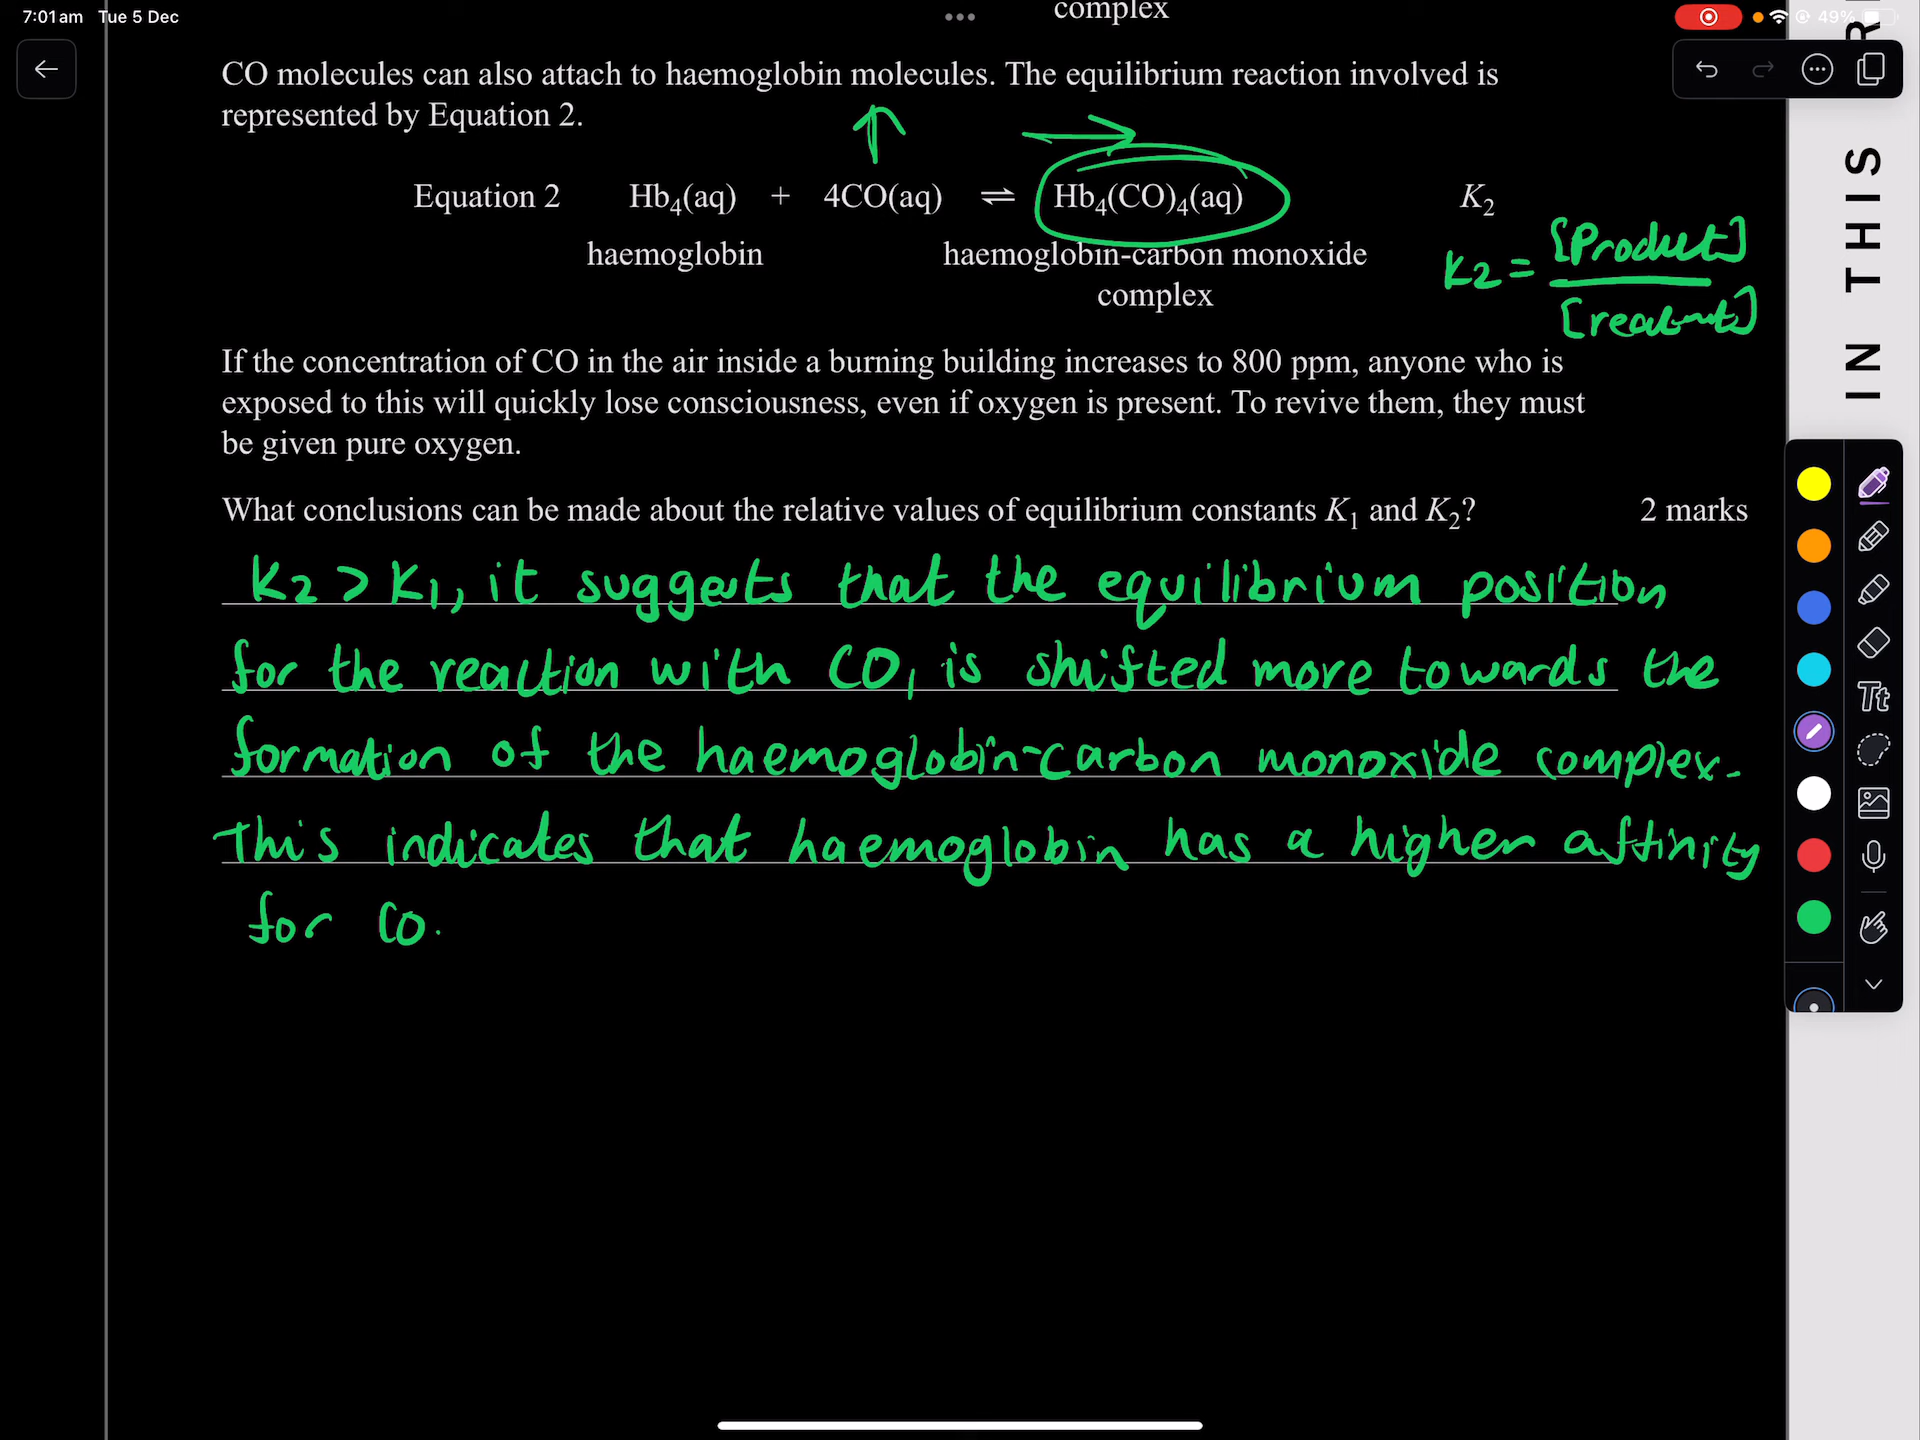 7:01am Tue 5 Dec
49%
complex
CO molecules can also attach to haemoglobin molecules. The equilibrium reaction involved is
represented by Equation 2.
Equation 2 Hb₄(aq) + 4CO(aq) ⇌ Hb₄(CO)₄(aq) K₂
haemoglobin haemoglobin-carbon monoxide
complex
K2 = [Product]
[reactant]
If the concentration of CO in the air inside a burning building increases to 800 ppm, anyone who is
exposed to this will quickly lose consciousness, even if oxygen is present. To revive them, they must
be given pure oxygen.
What conclusions can be made about the relative values of equilibrium constants K₁ and K₂? 2 marks
K2 > K1, it suggests that the equilibrium position
for the reaction with CO, is shifted more towards the
formation of the haemoglobin-carbon monoxide complex.
This indicates that haemoglobin has a higher affinity
for CO.
IN THIS
Tt